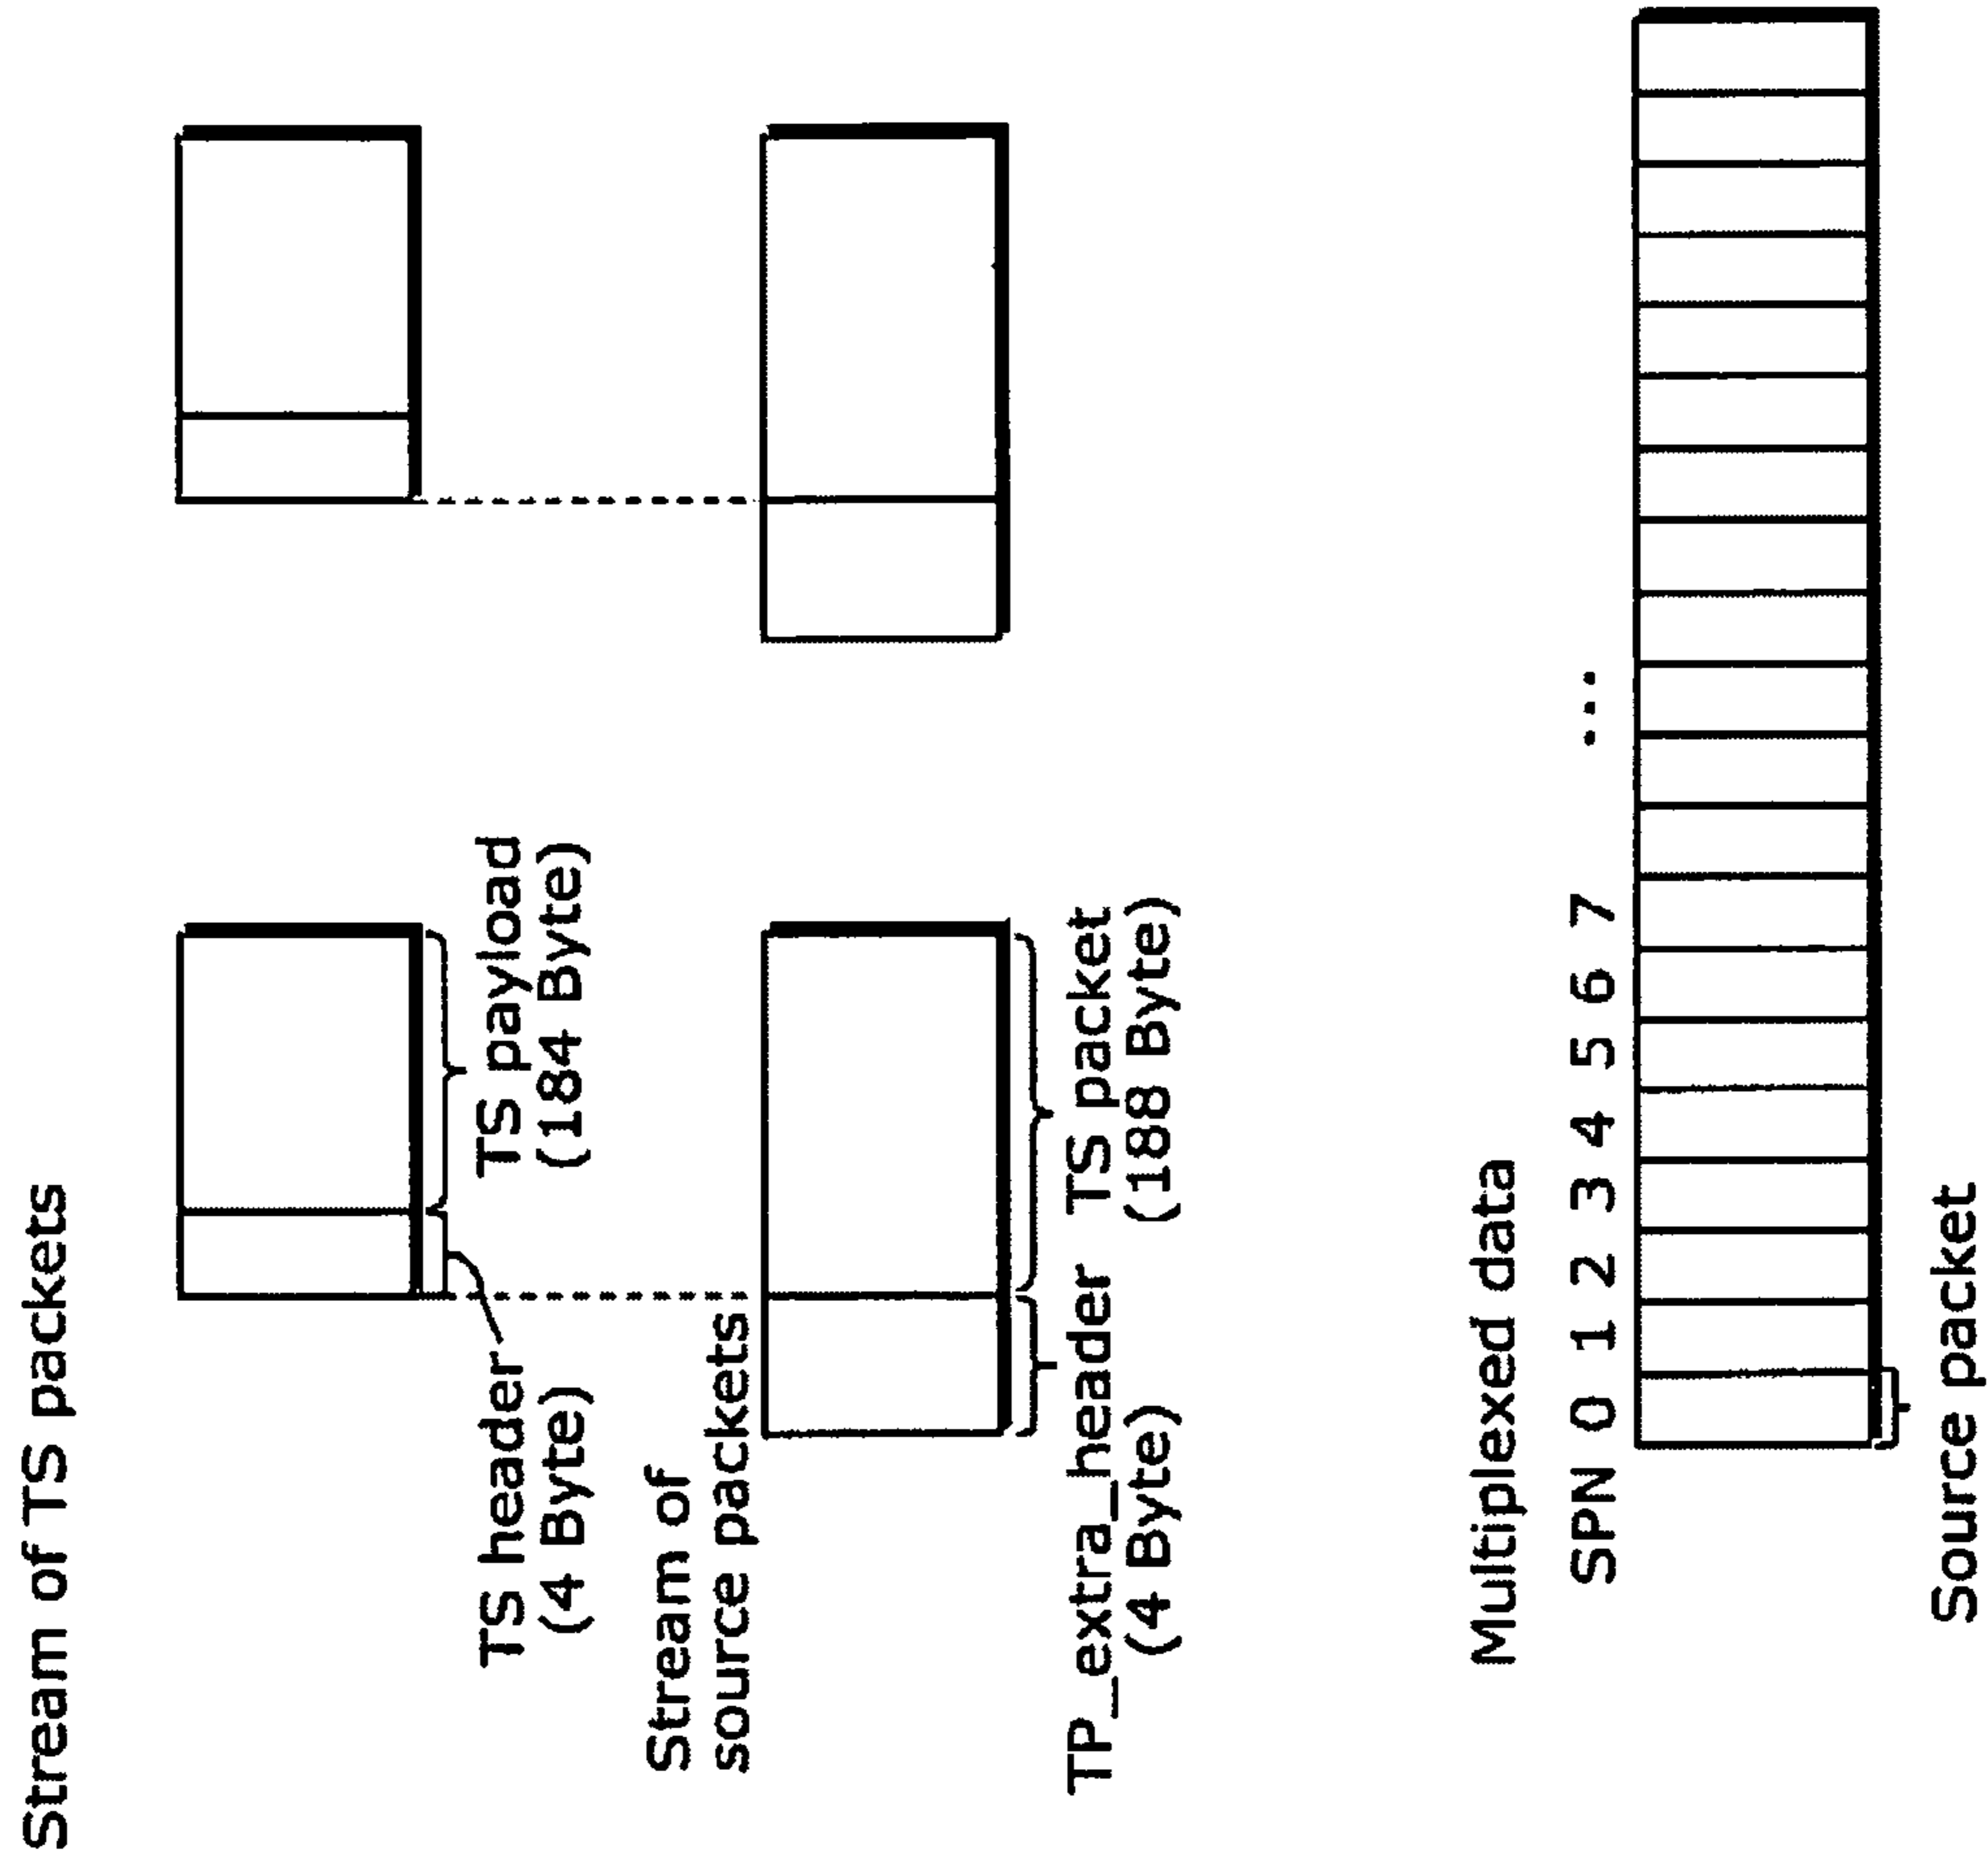 Stream of TS packets
TS header
(4 Byte)
TS payload
(184 Byte)
Stream of
source packets
TP_extra_header
(4 Byte)
TS packet
(188 Byte)
Multiplexed data
SPN 0 1 2 3 4 5 6 7 ...
Source packet